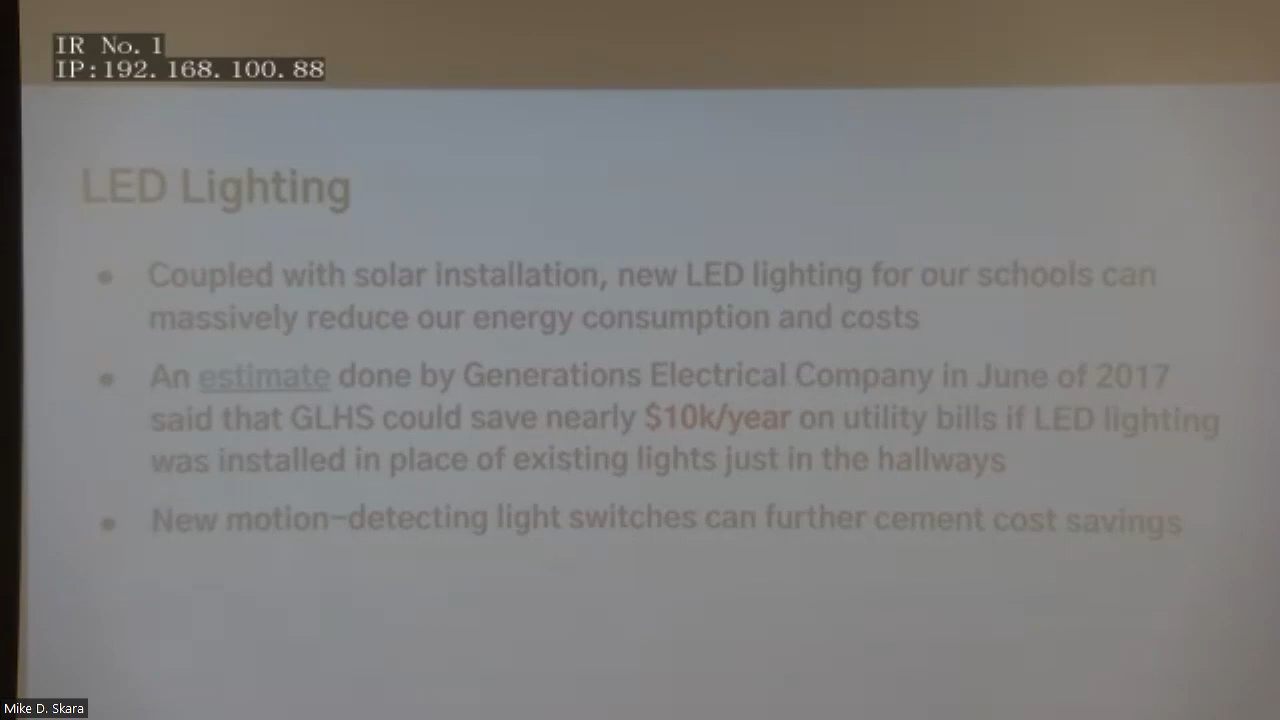 IR No. 1
IP:192. 168. 100. 88
LED Lighting
• Coupled with solar installation, new LED lighting for our schools can
massively reduce our energy consumption and costs
• An estimate done by Generations Electrical Company in June of 2017
said that GLHS could save nearly $10k/year on utility bills if LED lighting
was installed in place of existing lights just in the hallways
• New motion-detecting light switches can further cement cost savings
Mike D. Skara